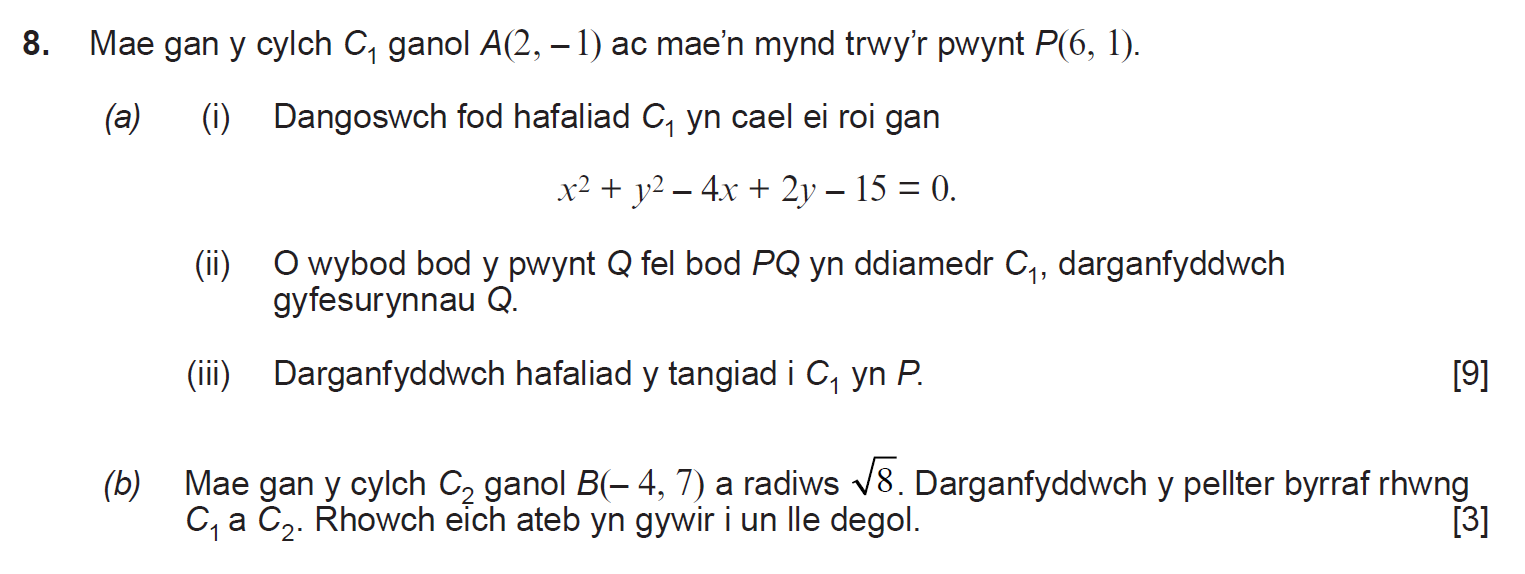 8. Mae gan y cylch C₁ ganol A(2, –1) ac mae’n mynd trwy’r pwynt P(6, 1).
(a) (i) Dangoswch fod hafaliad C₁ yn cael ei roi gan
x² + y² – 4x + 2y – 15 = 0.
(ii) O wybod bod y pwynt Q fel bod PQ yn ddiamedr C₁, darganfyddwch
gyfesurynnau Q.
(iii) Darganfyddwch hafaliad y tangiad i C₁ yn P. [9]
(b) Mae gan y cylch C₂ ganol B(– 4, 7) a radiws √8. Darganfyddwch y pellter byrraf rhwng
C₁ a C₂. Rhowch eich ateb yn gywir i un lle degol. [3]